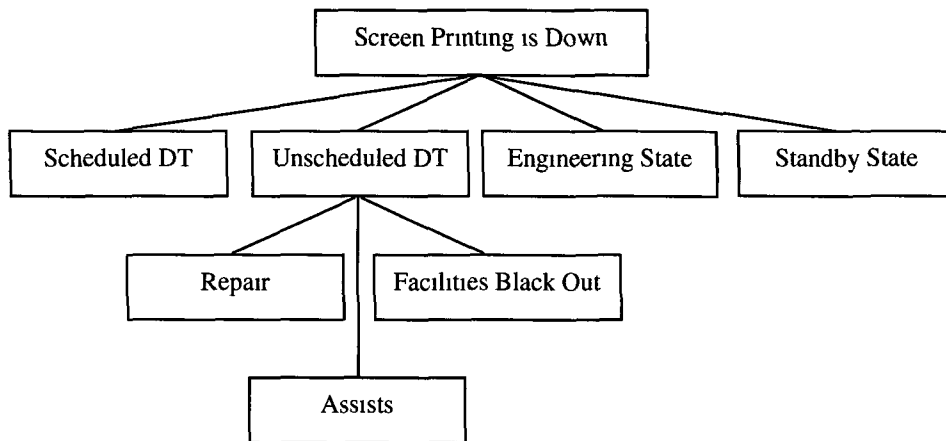 Screen Printing is Down
Scheduled DT
Unscheduled DT
Engineering State
Standby State
Repair
Facilities Black Out
Assists